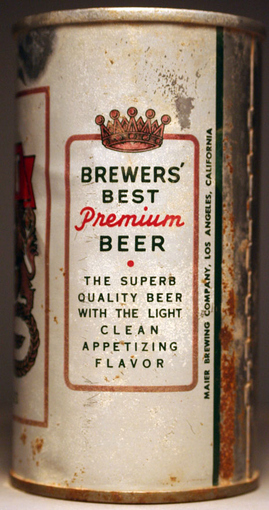 BREWERS'
BEST
Premium
BEER
THE SUPERB
QUALITY BEER
WITH THE LIGHT
CLEAN
APPETIZING
FLAVOR
MAIER BREWING COMPANY, LOS ANGELES, CALIFORNIA